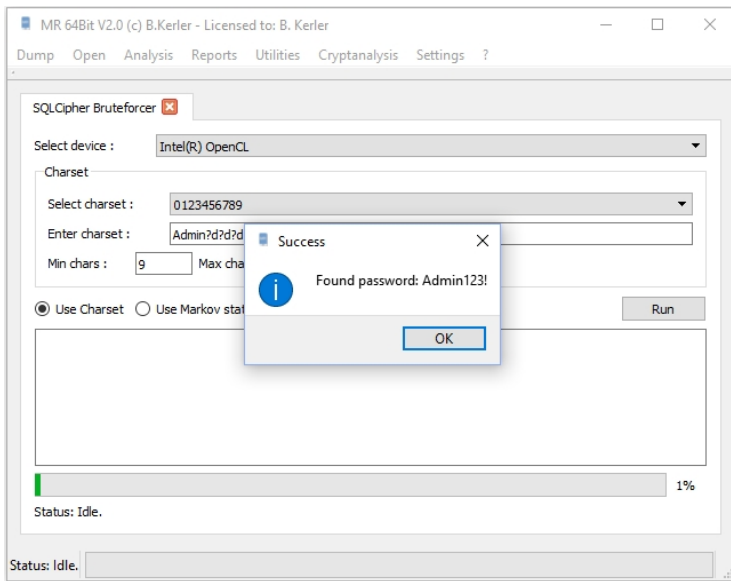 MR 64Bit V2.0 (c) B.Kerler - Licensed to: B. Kerler
Dump Open Analysis Reports Utilities Cryptanalysis Settings ?
SQLCipher Bruteforcer
Select device : Intel(R) OpenCL
Charset
Select charset : 0123456789
Enter charset : Admin?d?d?d
Min chars : 9 Max cha
Success
Found password: Admin123!
OK
Use Charset Use Markov stat
Run
1%
Status: Idle.
Status: Idle.